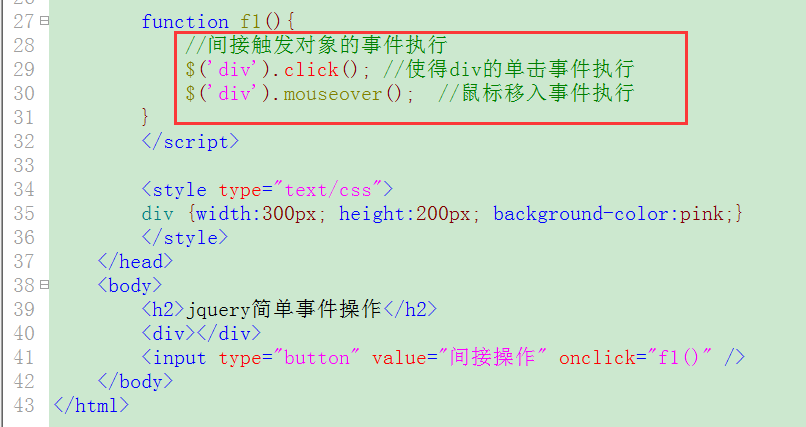 27 function f1(){
28 //间接触发对象的事件执行
29 $('div').click(); //使得div的单击事件执行
30 $('div').mouseover();  //鼠标移入事件执行
31 }
32 </script>
33
34 <style type="text/css">
35 div {width:300px; height:200px; background-color:pink;}
36 </style>
37 </head>
38 <body>
39 <h2>jquery简单事件操作</h2>
40 <div></div>
41 <input type="button" value="间接操作" onclick="f1()" />
42 </body>
43 </html>